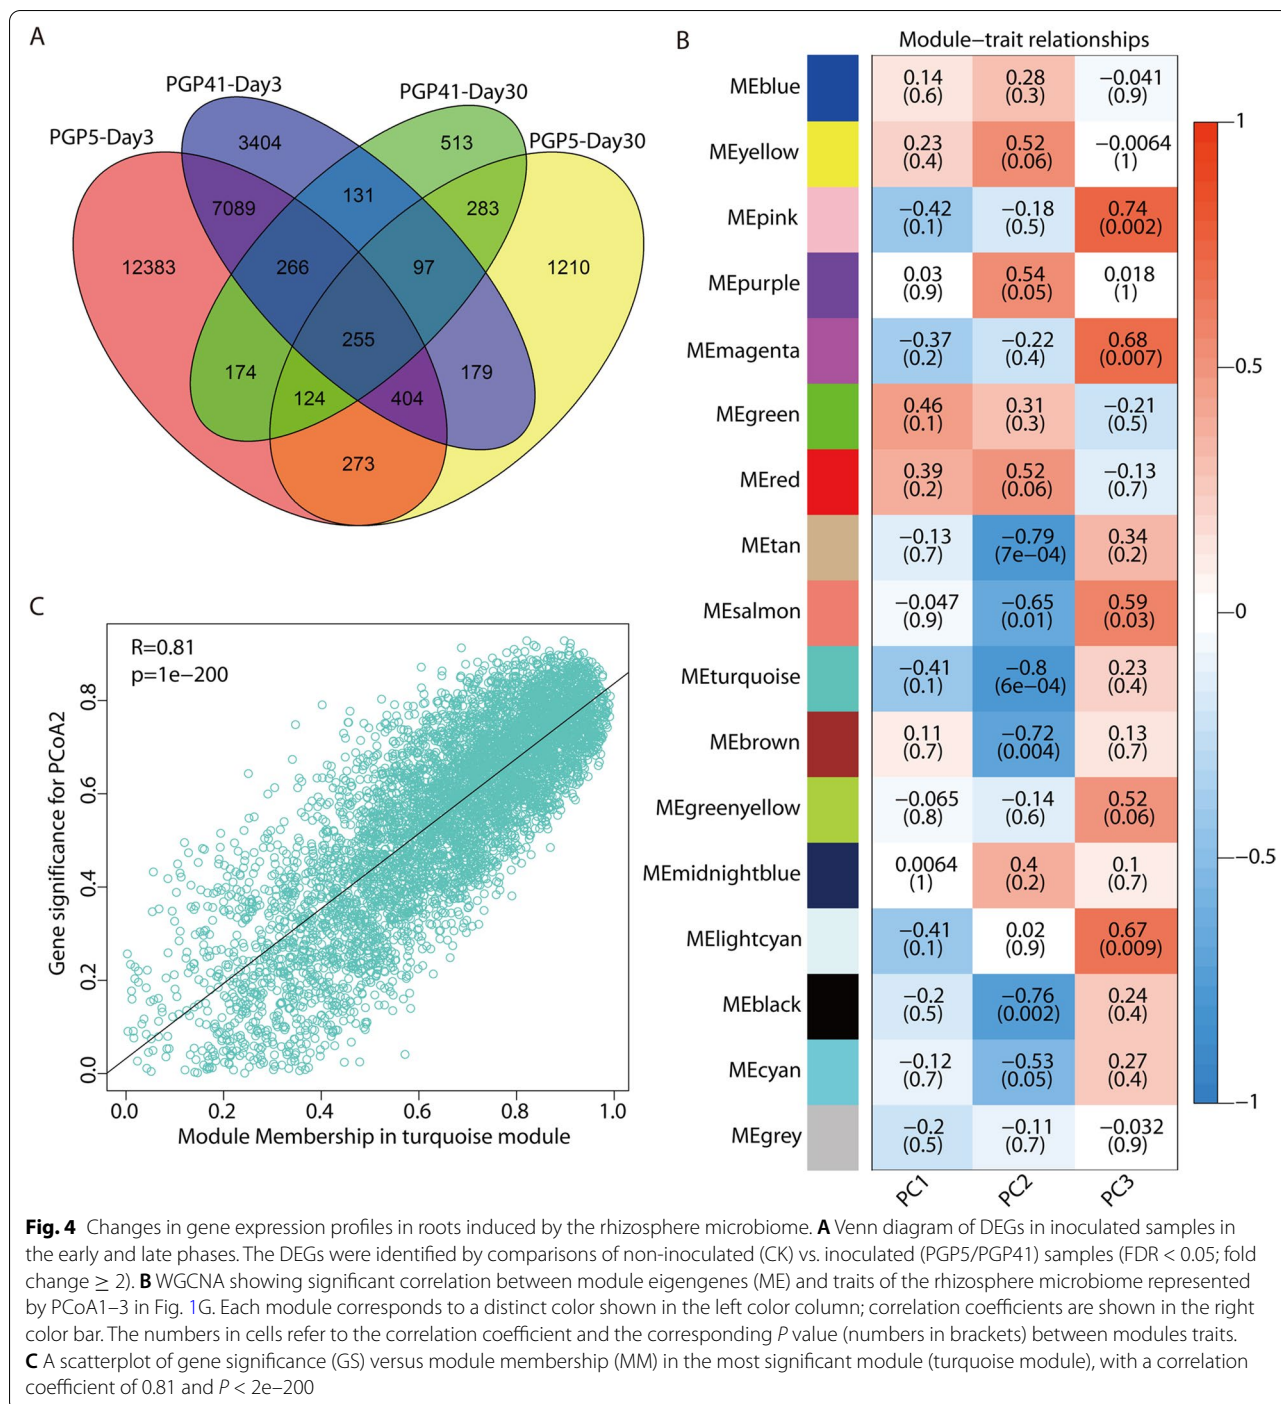 A
PGP41-Day3
PGP41-Day30
PGP5-Day3
PGP5-Day30
3404
513
7089
131
283
12383
266
97
1210
255
174
179
124
404
273
B
Module−trait relationships
MEblue
0.14 0.28 −0.041
(0.6) (0.3) (0.9)
MEyellow
0.23 0.52 −0.0064
(0.4) (0.06) (1)
MEpink
−0.42 −0.18 0.74
(0.1) (0.5) (0.002)
MEpurple
0.03 0.54 0.018
(0.9) (0.05) (1)
MEmagenta
−0.37 −0.22 0.68
(0.2) (0.4) (0.007)
MEgreen
0.46 0.31 −0.21
(0.1) (0.3) (0.5)
MEred
0.39 0.52 −0.13
(0.2) (0.06) (0.7)
MEtan
−0.13 −0.79 0.34
(0.7) (7e−04) (0.2)
MEsalmon
−0.047 −0.65 0.59
(0.9) (0.01) (0.03)
MEturquoise
−0.41 −0.8 0.23
(0.1) (6e−04) (0.4)
MEbrown
0.11 −0.72 0.13
(0.7) (0.004) (0.7)
MEgreenyellow
−0.065 −0.14 0.52
(0.8) (0.6) (0.06)
MEmidnightblue
0.0064 0.4 0.1
(1) (0.2) (0.7)
MElightcyan
−0.41 0.02 0.67
(0.1) (0.9) (0.009)
MEblack
−0.2 −0.76 0.24
(0.5) (0.002) (0.4)
MEcyan
−0.12 −0.53 0.27
(0.7) (0.05) (0.4)
MEgrey
−0.2 −0.11 −0.032
(0.5) (0.7) (0.9)
PC1 PC2 PC3
1
0.5
0
−0.5
−1
C
R=0.81
p=1e−200
Gene significance for PCoA2
0.8
0.6
0.4
0.2
0.0
0.0 0.2 0.4 0.6 0.8 1.0
Module Membership in turquoise module
Fig. 4 Changes in gene expression profiles in roots induced by the rhizosphere microbiome. A Venn diagram of DEGs in inoculated samples in
the early and late phases. The DEGs were identified by comparisons of non-inoculated (CK) vs. inoculated (PGP5/PGP41) samples (FDR < 0.05; fold
change ≥ 2). B WGCNA showing significant correlation between module eigengenes (ME) and traits of the rhizosphere microbiome represented
by PCoA1–3 in Fig. 1G. Each module corresponds to a distinct color shown in the left color column; correlation coefficients are shown in the right
color bar. The numbers in cells refer to the correlation coefficient and the corresponding P value (numbers in brackets) between modules traits.
C A scatterplot of gene significance (GS) versus module membership (MM) in the most significant module (turquoise module), with a correlation
coefficient of 0.81 and P < 2e–200